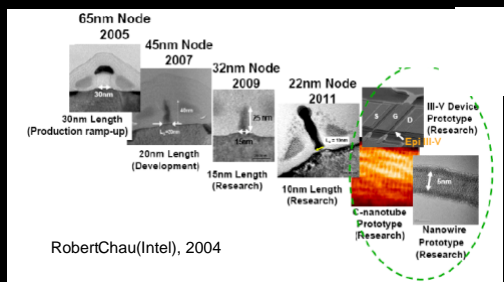 65nm Node
2005
30nm
30nm Length
(Production ramp-up)
45nm Node
2007
20nm Length
(Development)
32nm Node
2009
25 nm
15nm
15nm Length
(Research)
22nm Node
2011
10nm Length
(Research)
S G D
III-V Device
Prototype
(Research)
Epi III-V
C-nanotube
Prototype
(Research)
5nm
Nanowire
Prototype
(Research)
RobertChau(Intel), 2004